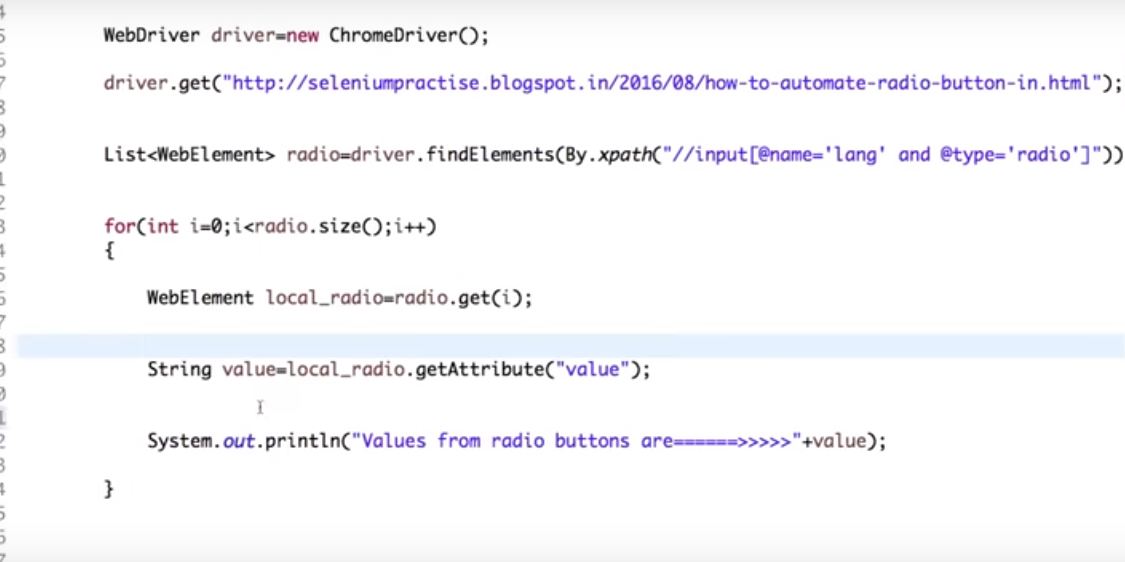 WebDriver driver=new ChromeDriver();
driver.get("http://seleniumpractise.blogspot.in/2016/08/how-to-automate-radio-button-in.html");
List<WebElement> radio=driver.findElements(By.xpath("//input[@name='lang' and @type='radio']"))
for(int i=0;i<radio.size();i++)
{
WebElement local_radio=radio.get(i);
String value=local_radio.getAttribute("value");
System.out.println("Values from radio buttons are======>>>>>"+value);
}